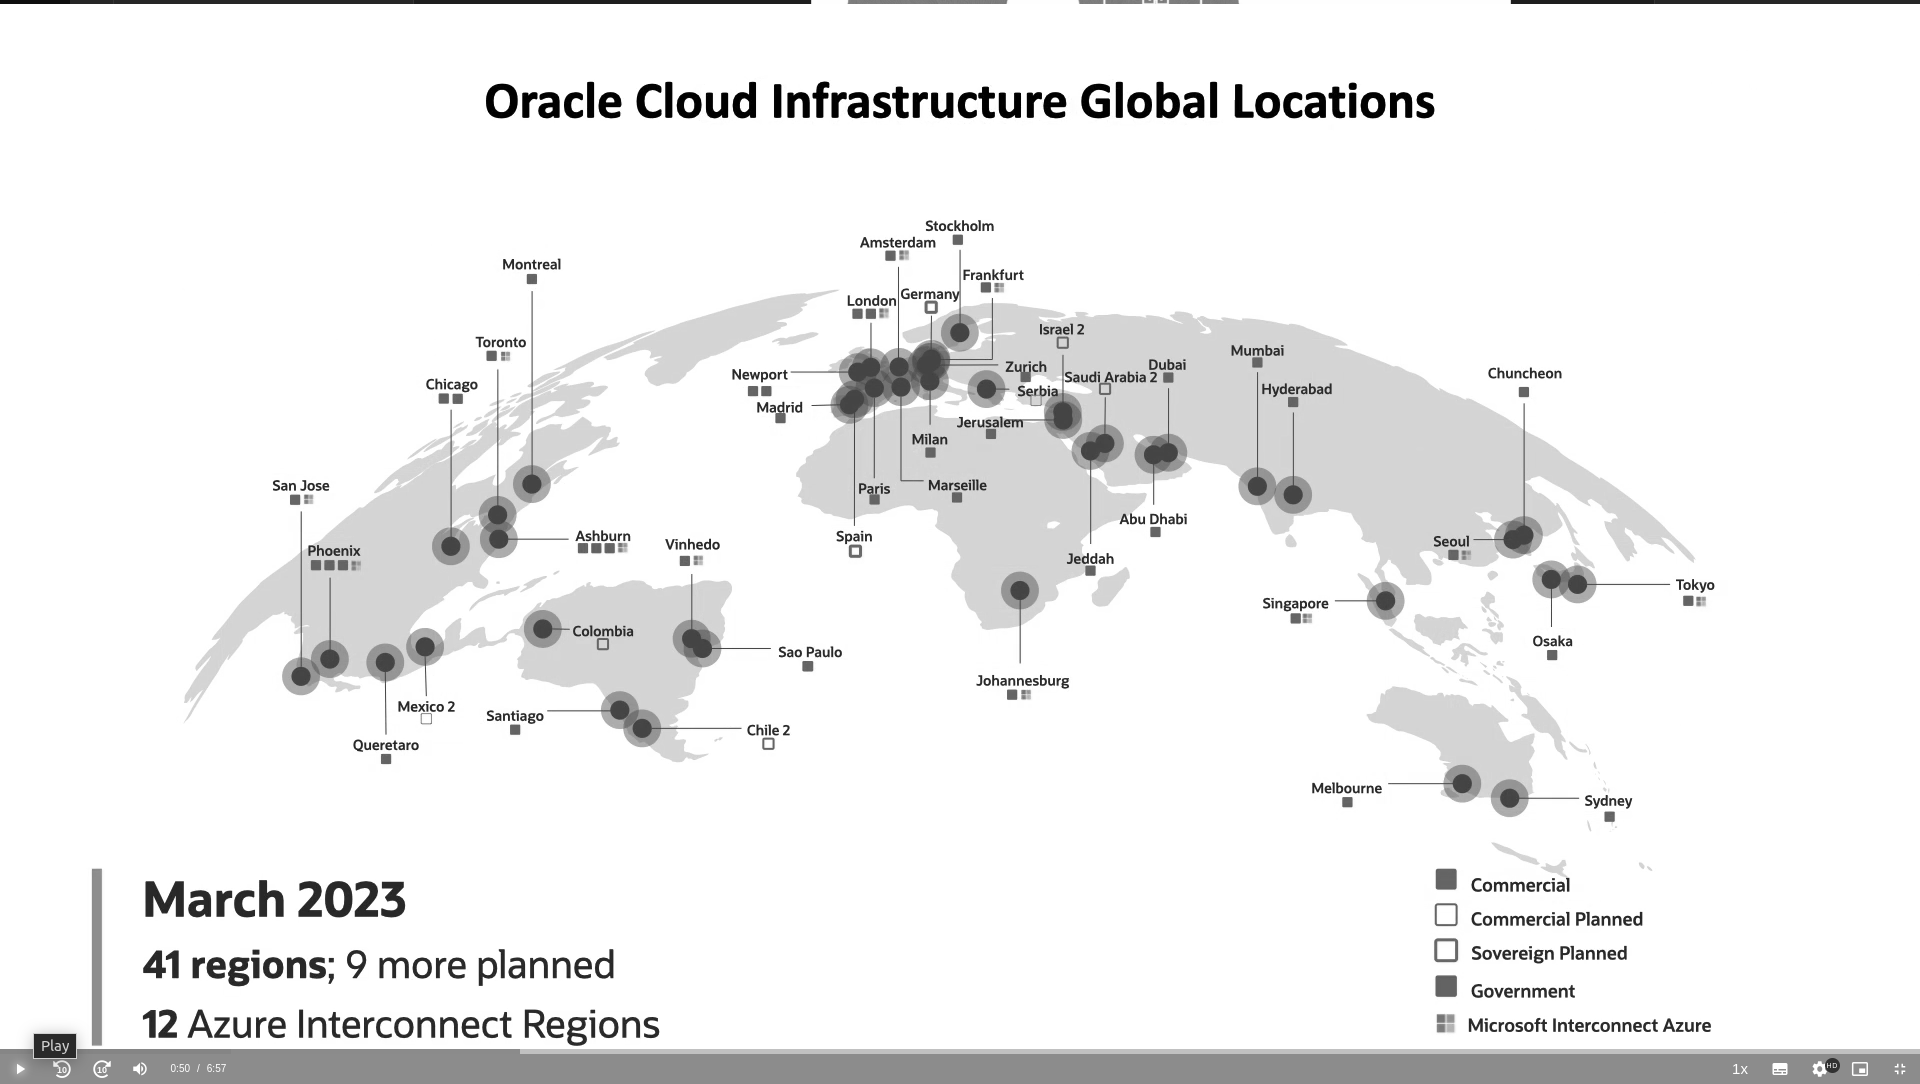 Oracle Cloud Infrastructure Global Locations
Stockholm
Amsterdam
Montreal
Frankfurt
Germany
London
Israel 2
Toronto
Mumbai
Zurich
Dubai
Chuncheon
Newport
Saudi Arabia 2
Chicago
Serbia
Hyderabad
Madrid
Jerusalem
Milan
San Jose
Paris
Marseille
Abu Dhabi
Ashburn
Spain
Vinhedo
Seoul
Phoenix
Jeddah
Tokyo
Singapore
Colombia
Osaka
Sao Paulo
Johannesburg
Mexico 2
Santiago
Chile 2
Queretaro
Melbourne
Sydney
March 2023
41 regions; 9 more planned
12 Azure Interconnect Regions
Commercial
Commercial Planned
Sovereign Planned
Government
Microsoft Interconnect Azure
Play
10
10
0:50 / 6:57
1x
HD